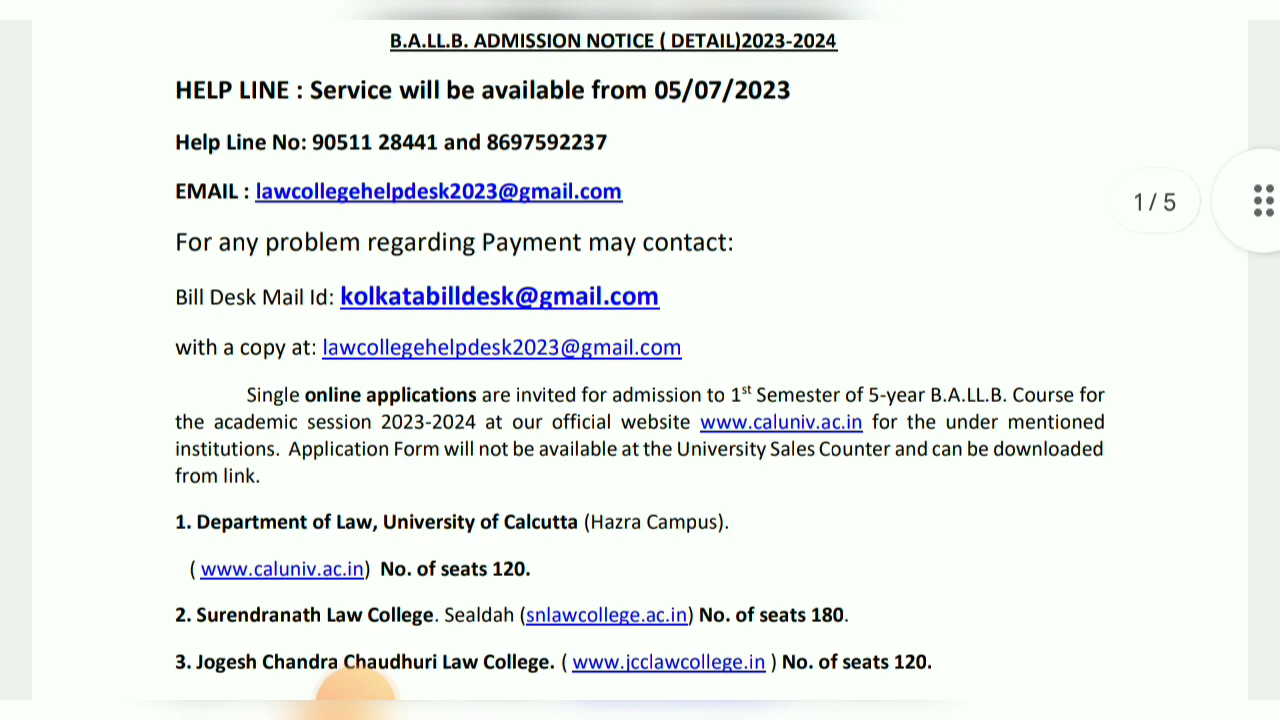 B.A.LL.B. ADMISSION NOTICE ( DETAIL)2023-2024
HELP LINE : Service will be available from 05/07/2023
Help Line No: 90511 28441 and 8697592237
EMAIL : lawcollegehelpdesk2023@gmail.com
1 / 5
For any problem regarding Payment may contact:
Bill Desk Mail Id: kolkatabilldesk@gmail.com
with a copy at: lawcollegehelpdesk2023@gmail.com
Single online applications are invited for admission to 1st Semester of 5-year B.A.LL.B. Course for
the academic session 2023-2024 at our official website www.caluniv.ac.in for the under mentioned
institutions. Application Form will not be available at the University Sales Counter and can be downloaded
from link.
1. Department of Law, University of Calcutta (Hazra Campus).
( www.caluniv.ac.in) No. of seats 120.
2. Surendranath Law College. Sealdah (snlawcollege.ac.in) No. of seats 180.
3. Jogesh Chandra Chaudhuri Law College. ( www.jcclawcollege.in ) No. of seats 120.